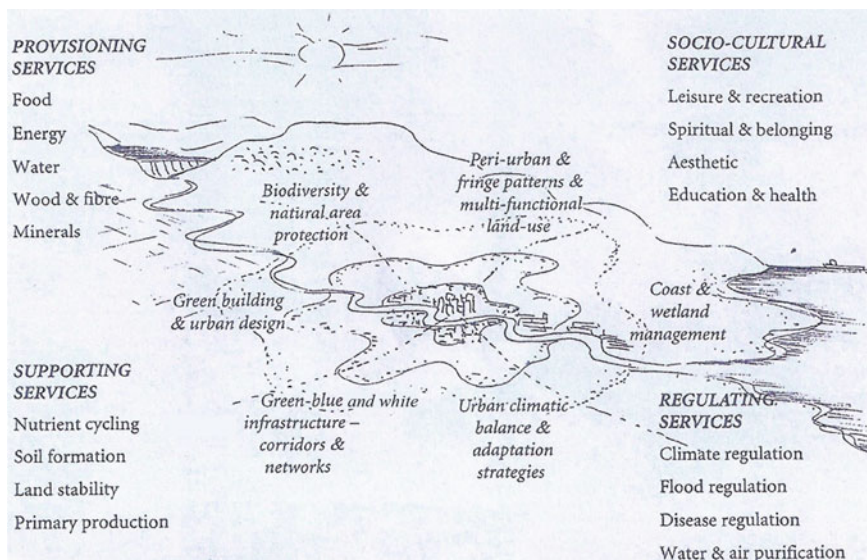 PROVISIONING
SERVICES
Food
Energy
Water
Wood & fibre
Minerals
SOCIO-CULTURAL
SERVICES
Leisure & recreation
Spiritual & belonging
Aesthetic
Education & health
Biodiversity &
natural area
protection
Peri-urban &
fringe patterns &
multi-functional
land-use
Green building
& urban design
Coast &
wetland
management
Green-blue and white
infrastructure –
corridors &
networks
Urban climatic
balance &
adaptation
strategies
SUPPORTING
SERVICES
Nutrient cycling
Soil formation
Land stability
Primary production
REGULATING
SERVICES
Climate regulation
Flood regulation
Disease regulation
Water & air purification